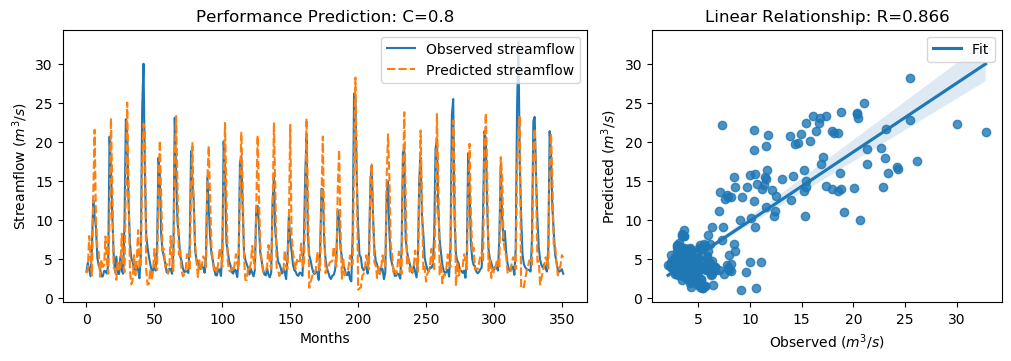 Performance Prediction: C=0.8
Observed streamflow
Predicted streamflow
Streamflow (m³/s)
30
25
20
15
10
5
0
0 50 100 150 200 250 300 350
Months
Linear Relationship: R=0.866
Fit
Predicted (m³/s)
30
25
20
15
10
5
0
5 10 15 20 25 30
Observed (m³/s)